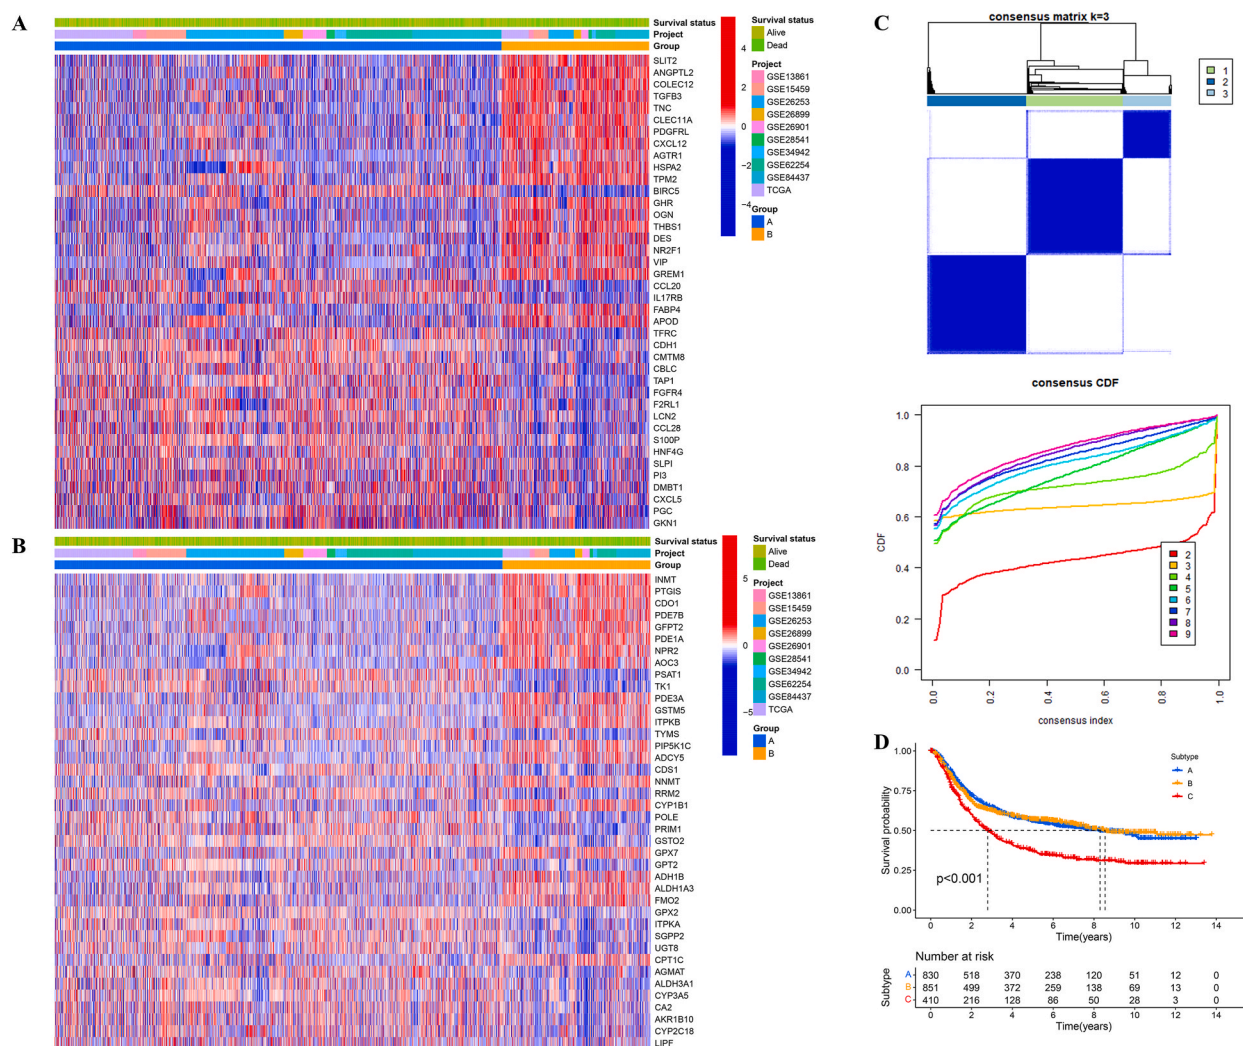 A
Survival status
Project
Group
SLIT2
ANGPTL2
COLEC12
TGFB3
TNC
CLEC11A
PDGFRL
CXCL12
AGTR1
HSPA2
TPM2
BIRC5
GHR
OGN
THBS1
DES
NR2F1
VIP
GREM1
CCL20
IL17RB
FABP4
APOD
TFRC
CDH1
CMTM8
CBLC
TAP1
FGFR4
F2RL1
LCN2
CCL28
S100P
HNF4G
SLPI
PI3
DMBT1
CXCL5
PGC
GKN1
4
2
0
−2
−4
Survival status
Alive
Dead
Project
GSE13861
GSE15459
GSE26253
GSE26899
GSE26901
GSE28541
GSE34942
GSE62254
GSE84437
TCGA
Group
A
B
B
Survival status
Project
Group
INMT
PTGIS
CDO1
PDE7B
GFPT2
PDE1A
NPR2
AOC3
PSAT1
TK1
PDE3A
GSTM5
ITPKB
TYMS
PIP5K1C
ADCY5
CDS1
NNMT
RRM2
CYP1B1
POLE
PRIM1
GSTO2
GPX7
GPT2
ADH1B
ALDH1A3
FMO2
GPX2
ITPKA
SGPP2
UGT8
CPT1C
AGMAT
ALDH3A1
CYP3A5
CA2
AKR1B10
CYP2C18
LIPF
5
0
−5
Survival status
Alive
Dead
Project
GSE13861
GSE15459
GSE26253
GSE26899
GSE26901
GSE28541
GSE34942
GSE62254
GSE84437
TCGA
Group
A
B
C
consensus matrix k=3
1
2
3
consensus CDF
CDF
1.0
0.8
0.6
0.4
0.2
0.0
2
3
4
5
6
7
8
9
0.0 0.2 0.4 0.6 0.8 1.0
consensus index
D
Subtype
A
B
C
Survival probability
1.00
0.75
0.50
0.25
0.00
p<0.001
0 2 4 6 8 10 12 14
Time(years)
Number at risk
Subtype
A 830 518 370 238 120 51 12 0
B 851 499 372 259 138 69 13 0
C 410 216 128 86 50 28 3 0
0 2 4 6 8 10 12 14
Time(years)